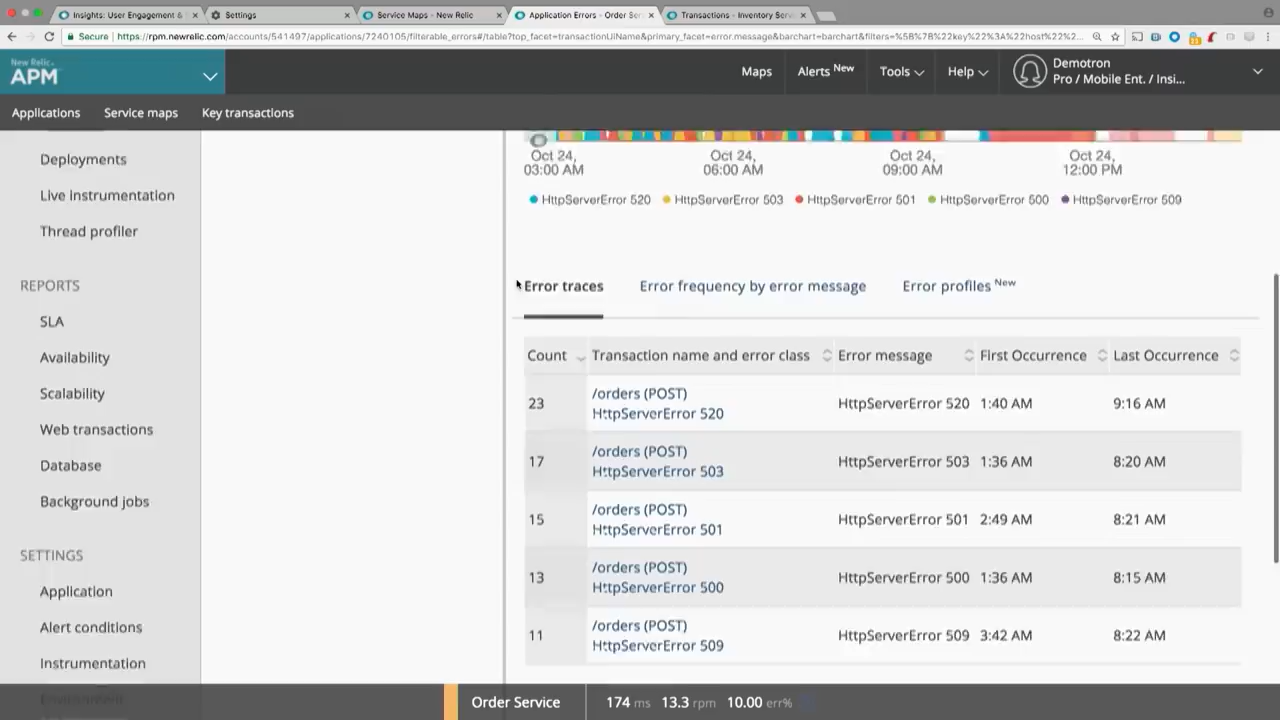 Insights: User Engagement &
Settings
Service Maps - New Relic
Application Errors - Order Ser
Transactions - Inventory Serv
Secure
https://rpm.newrelic.com/accounts/541497/applications/7240105/filterable_errors#/table?top_facet=transactionUiName&primary_facet=error.message&barchart=barchart&filters=%5B%7B%22key%22%3A%22host%22%2...
New Relic
APM
Maps
Alerts New
Tools
Help
Demotron
Pro / Mobile Ent. / Insi...
Applications
Service maps
Key transactions
Deployments
Live instrumentation
Thread profiler
REPORTS
SLA
Availability
Scalability
Web transactions
Database
Background jobs
SETTINGS
Application
Alert conditions
Instrumentation
Environment
Oct 24,
03:00 AM
Oct 24,
06:00 AM
Oct 24,
09:00 AM
Oct 24,
12:00 PM
HttpServerError 520
HttpServerError 503
HttpServerError 501
HttpServerError 500
HttpServerError 509
Error traces
Error frequency by error message
Error profiles New
Count
Transaction name and error class
Error message
First Occurrence
Last Occurrence
23
/orders (POST)
HttpServerError 520
HttpServerError 520
1:40 AM
9:16 AM
17
/orders (POST)
HttpServerError 503
HttpServerError 503
1:36 AM
8:20 AM
15
/orders (POST)
HttpServerError 501
HttpServerError 501
2:49 AM
8:21 AM
13
/orders (POST)
HttpServerError 500
HttpServerError 500
1:36 AM
8:15 AM
11
/orders (POST)
HttpServerError 509
HttpServerError 509
3:42 AM
8:22 AM
Order Service
174 ms
13.3 rpm
10.00 err%